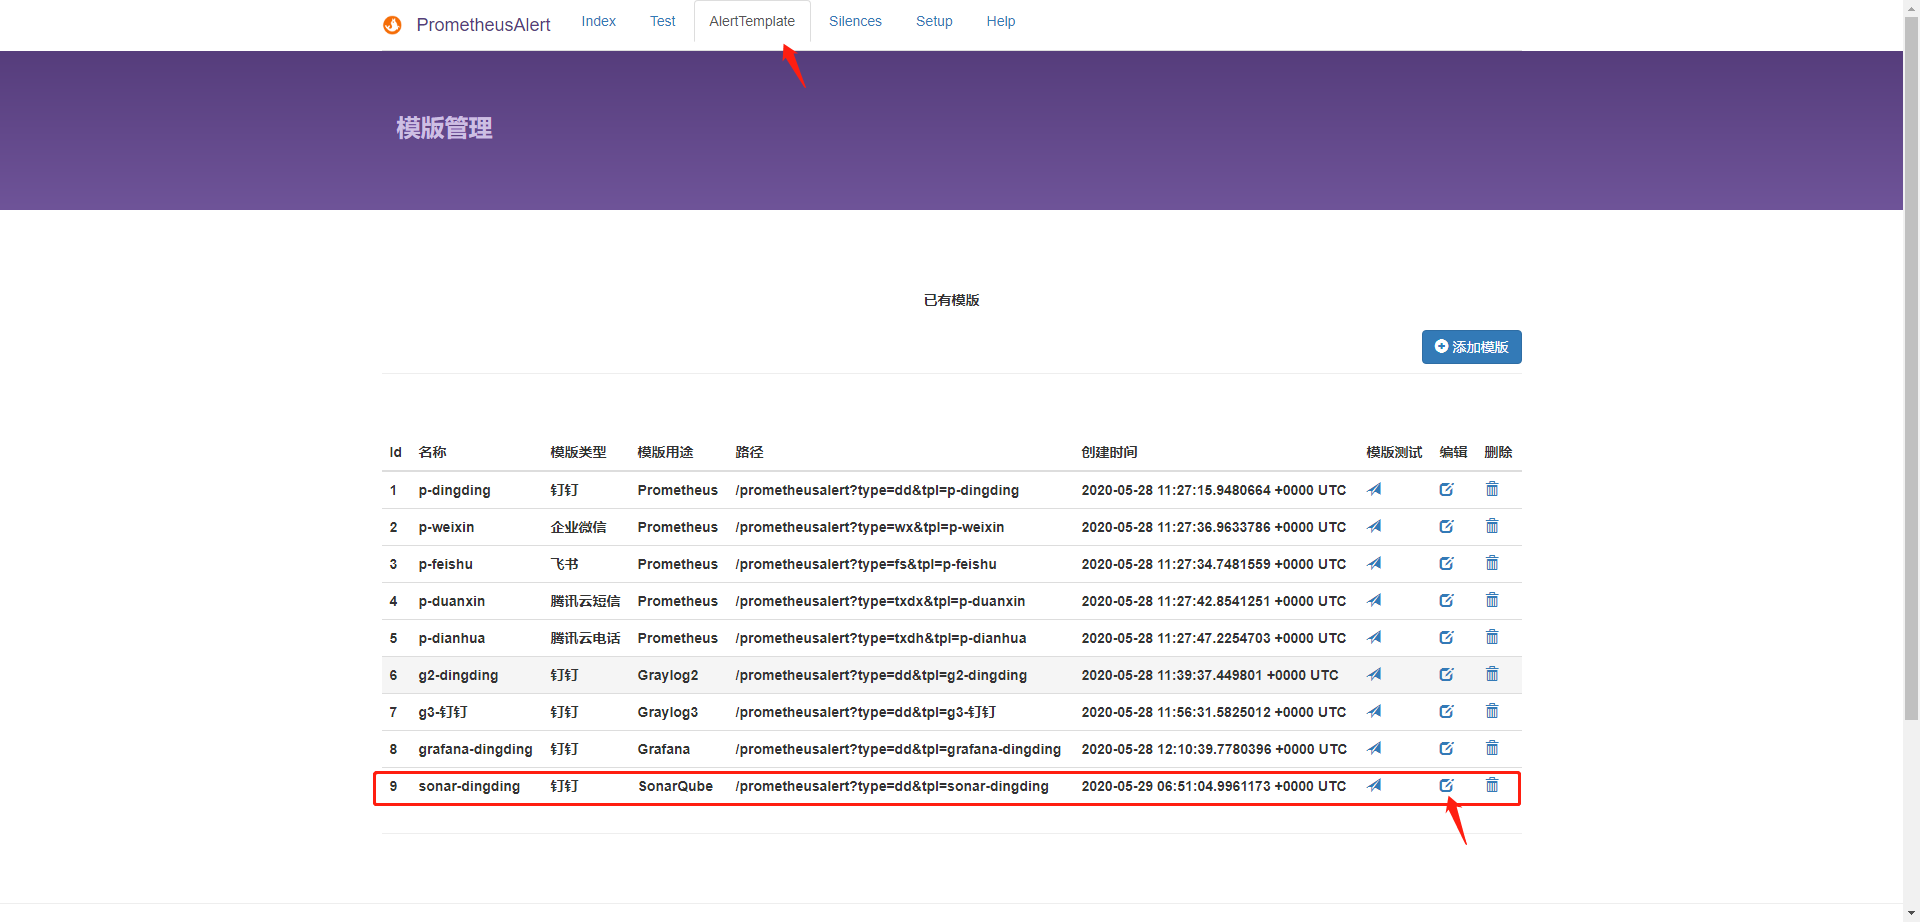 PrometheusAlert Index Test AlertTemplate Silences Setup Help
模版管理
已有模版
添加模版
Id 名称 模版类型 模版用途 路径 创建时间 模版测试 编辑 删除
1 p-dingding 钉钉 Prometheus /prometheusalert?type=dd&tpl=p-dingding 2020-05-28 11:27:15.9480664 +0000 UTC
2 p-weixin 企业微信 Prometheus /prometheusalert?type=wx&tpl=p-weixin 2020-05-28 11:27:36.9633786 +0000 UTC
3 p-feishu 飞书 Prometheus /prometheusalert?type=fs&tpl=p-feishu 2020-05-28 11:27:34.7481559 +0000 UTC
4 p-duanxin 腾讯云短信 Prometheus /prometheusalert?type=txdx&tpl=p-duanxin 2020-05-28 11:27:42.8541251 +0000 UTC
5 p-dianhua 腾讯云电话 Prometheus /prometheusalert?type=txdh&tpl=p-dianhua 2020-05-28 11:27:47.2254703 +0000 UTC
6 g2-dingding 钉钉 Graylog2 /prometheusalert?type=dd&tpl=g2-dingding 2020-05-28 11:39:37.449801 +0000 UTC
7 g3-钉钉 钉钉 Graylog3 /prometheusalert?type=dd&tpl=g3-钉钉 2020-05-28 11:56:31.5825012 +0000 UTC
8 grafana-dingding 钉钉 Grafana /prometheusalert?type=dd&tpl=grafana-dingding 2020-05-28 12:10:39.7780396 +0000 UTC
9 sonar-dingding 钉钉 SonarQube /prometheusalert?type=dd&tpl=sonar-dingding 2020-05-29 06:51:04.9961173 +0000 UTC